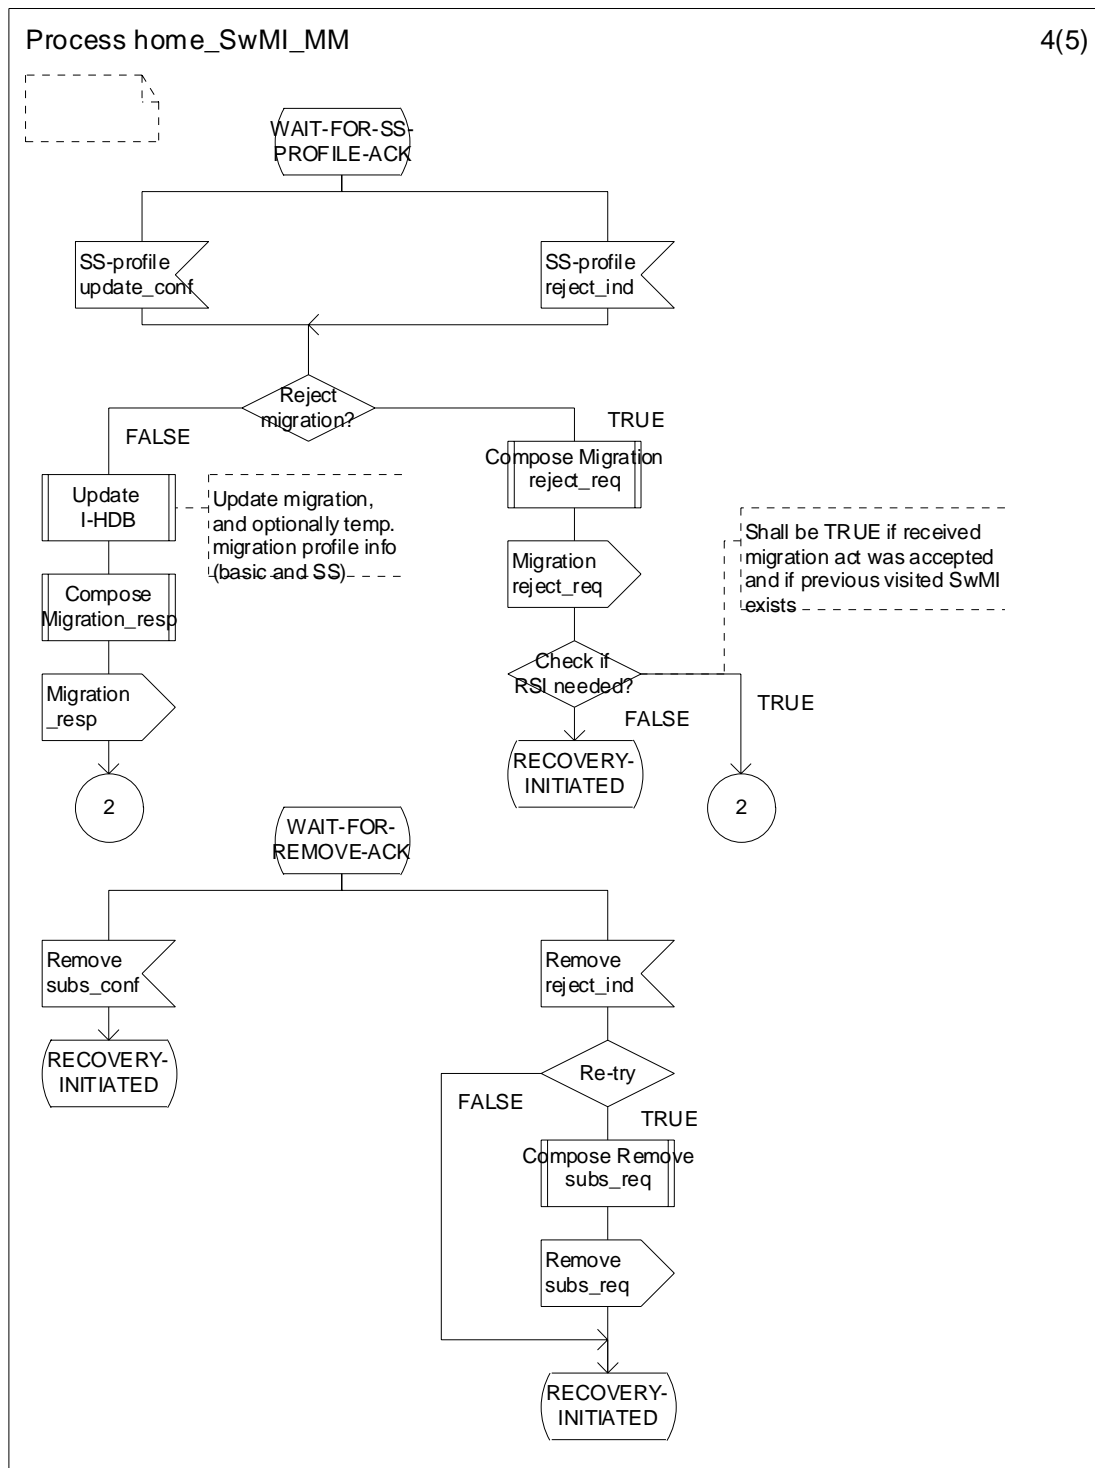 Process home_SwMI_MM
4(5)
WAIT-FOR-SS-
PROFILE-ACK
SS-profile
update_conf
SS-profile
reject_ind
Reject
migration?
FALSE
TRUE
Update
I-HDB
Update migration,
and optionally temp.
migration profile info
(basic and SS)
Compose Migration
reject_req
Compose
Migration_resp
Migration
reject_req
Shall be TRUE if received
migration act was accepted
and if previous visited SwMI
exists
Migration
_resp
Check if
RSI needed?
FALSE
TRUE
2
RECOVERY-
INITIATED
2
WAIT-FOR-
REMOVE-ACK
Remove
subs_conf
Remove
reject_ind
RECOVERY-
INITIATED
Re-try
FALSE
TRUE
Compose Remove
subs_req
Remove
subs_req
RECOVERY-
INITIATED